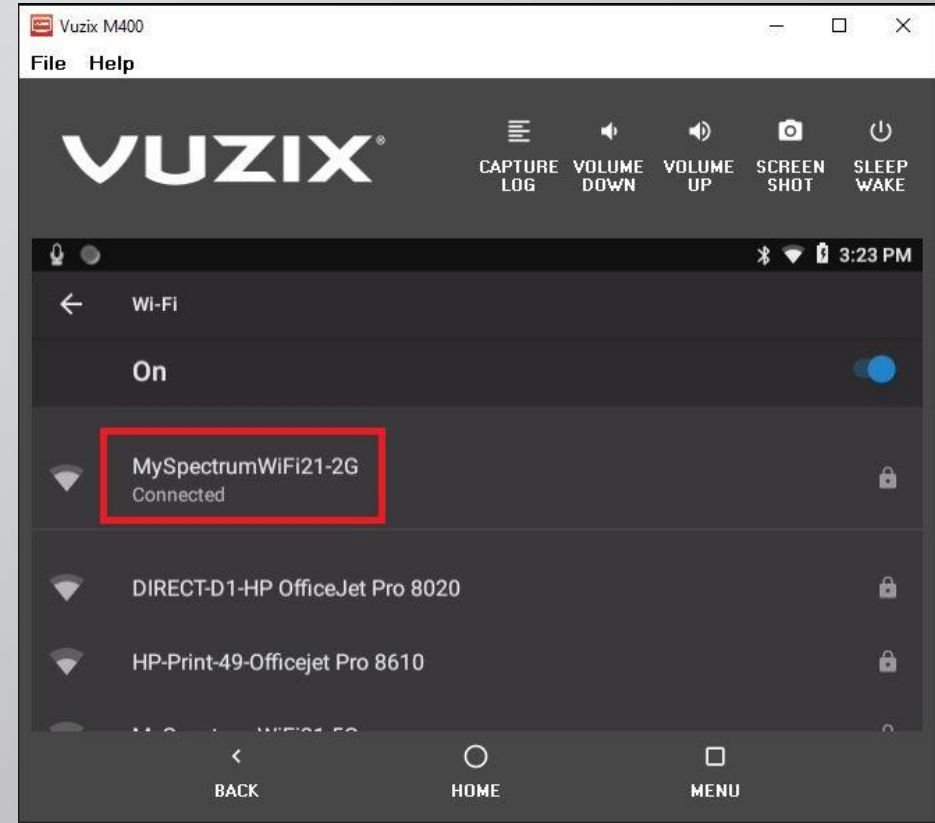 Vuzix M400
File Help
VUZIX®
CAPTURE LOG
VOLUME DOWN
VOLUME UP
SCREEN SHOT
SLEEP WAKE
3:23 PM
Wi-Fi
On
MySpectrumWiFi21-2G
Connected
DIRECT-D1-HP OfficeJet Pro 8020
HP-Print-49-Officejet Pro 8610
BACK HOME MENU